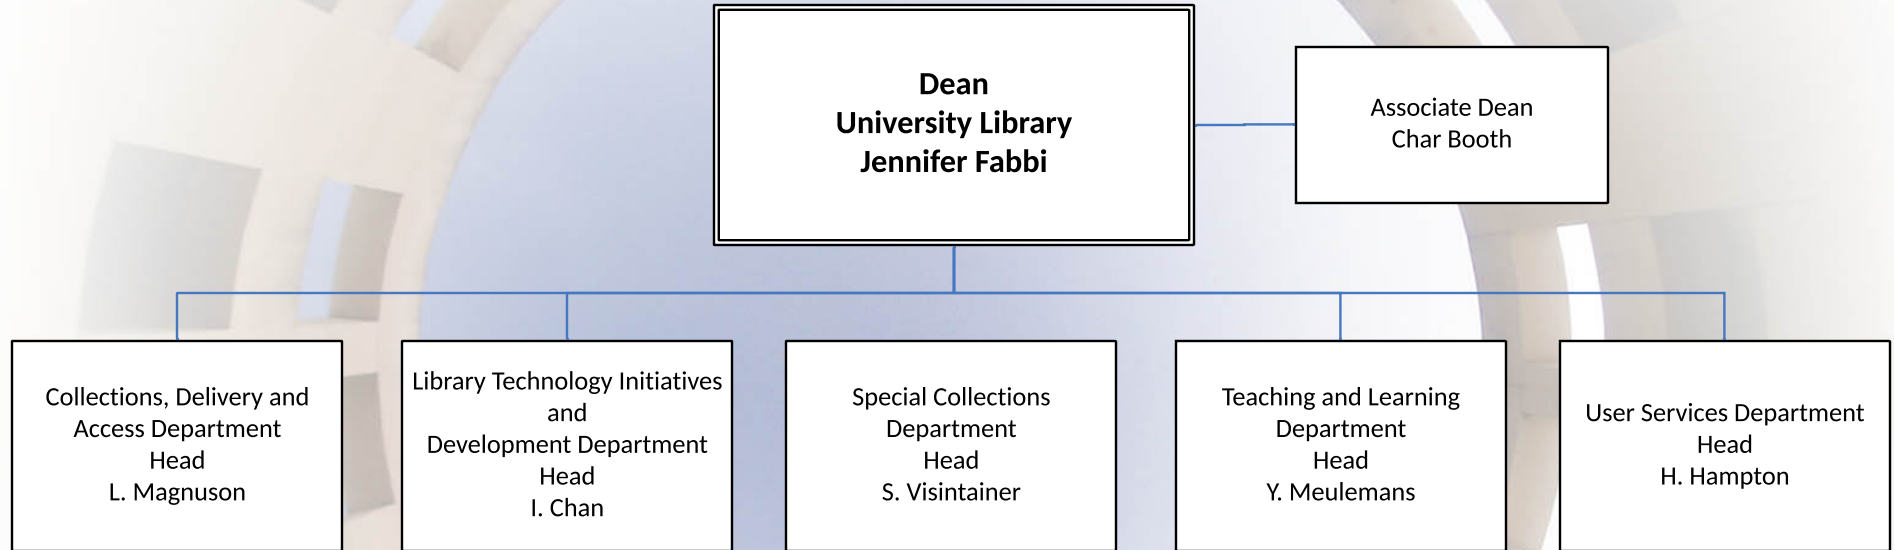 Dean
University Library
Jennifer Fabbi
Associate Dean
Char Booth
Collections, Delivery and
Access Department
Head
L. Magnuson
Library Technology Initiatives
and
Development Department
Head
I. Chan
Special Collections
Department
Head
S. Visintainer
Teaching and Learning
Department
Head
Y. Meulemans
User Services Department
Head
H. Hampton